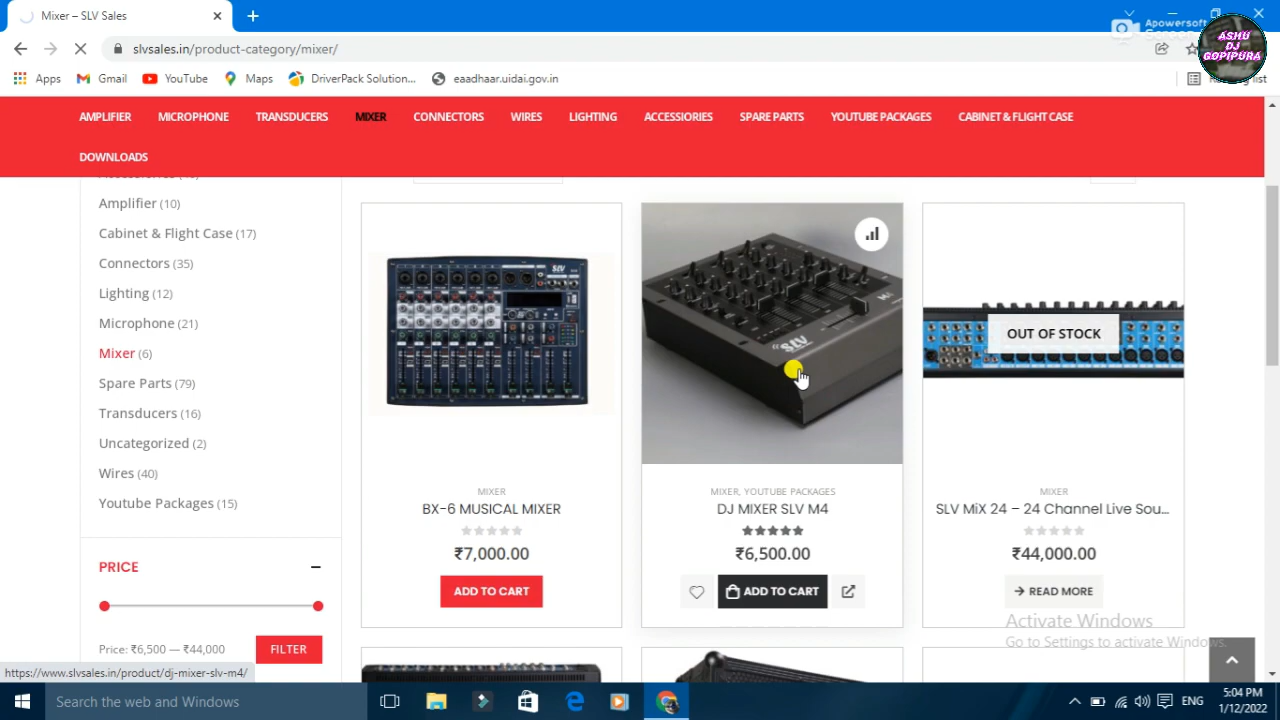 Mixer – SLV Sales
Apowersoft
slvsales.in/product-category/mixer/
ASHU
DJ
GOPIPURA
Apps
Gmail
YouTube
Maps
DriverPack Solution...
eaadhaar.uidai.gov.in
list
AMPLIFIER
MICROPHONE
TRANSDUCERS
MIXER
CONNECTORS
WIRES
LIGHTING
ACCESSIORIES
SPARE PARTS
YOUTUBE PACKAGES
CABINET & FLIGHT CASE
DOWNLOADS
Amplifier (10)
Cabinet & Flight Case (17)
Connectors (35)
Lighting (12)
Microphone (21)
Mixer (6)
Spare Parts (79)
Transducers (16)
Uncategorized (2)
Wires (40)
Youtube Packages (15)
PRICE
Price: ₹6,500 — ₹44,000
FILTER
SLV
MIXER
BX-6 MUSICAL MIXER
₹7,000.00
ADD TO CART
SLV
MIXER, YOUTUBE PACKAGES
DJ MIXER SLV M4
₹6,500.00
ADD TO CART
OUT OF STOCK
MIXER
SLV MiX 24 – 24 Channel Live Sou...
₹44,000.00
READ MORE
Activate Windows
Go to Settings to activate Windows.
https://www.slvsales.in/product/dj-mixer-slv-m4/
Search the web and Windows
ENG
5:04 PM
1/12/2022